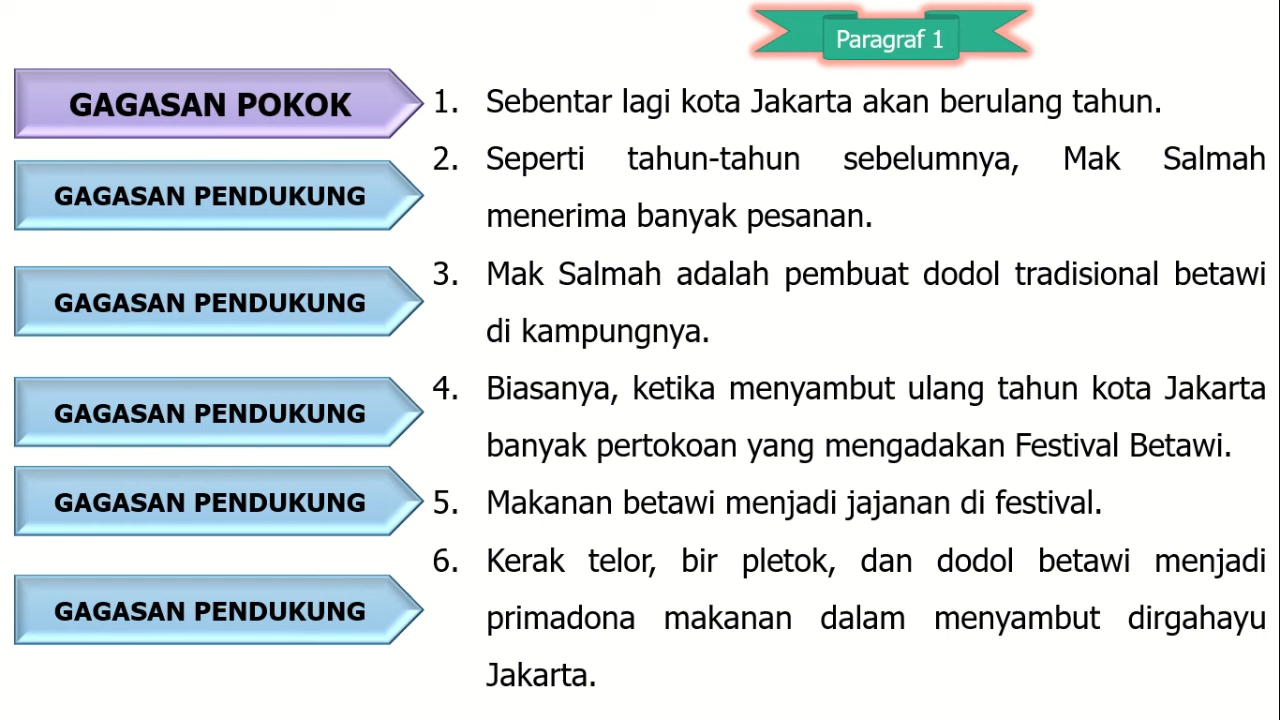 Paragraf 1
GAGASAN POKOK
1. Sebentar lagi kota Jakarta akan berulang tahun.
GAGASAN PENDUKUNG
2. Seperti tahun-tahun sebelumnya, Mak Salmah
menerima banyak pesanan.
GAGASAN PENDUKUNG
3. Mak Salmah adalah pembuat dodol tradisional betawi
di kampungnya.
GAGASAN PENDUKUNG
4. Biasanya, ketika menyambut ulang tahun kota Jakarta
banyak pertokoan yang mengadakan Festival Betawi.
GAGASAN PENDUKUNG
5. Makanan betawi menjadi jajanan di festival.
GAGASAN PENDUKUNG
6. Kerak telor, bir pletok, dan dodol betawi menjadi
primadona makanan dalam menyambut dirgahayu
Jakarta.